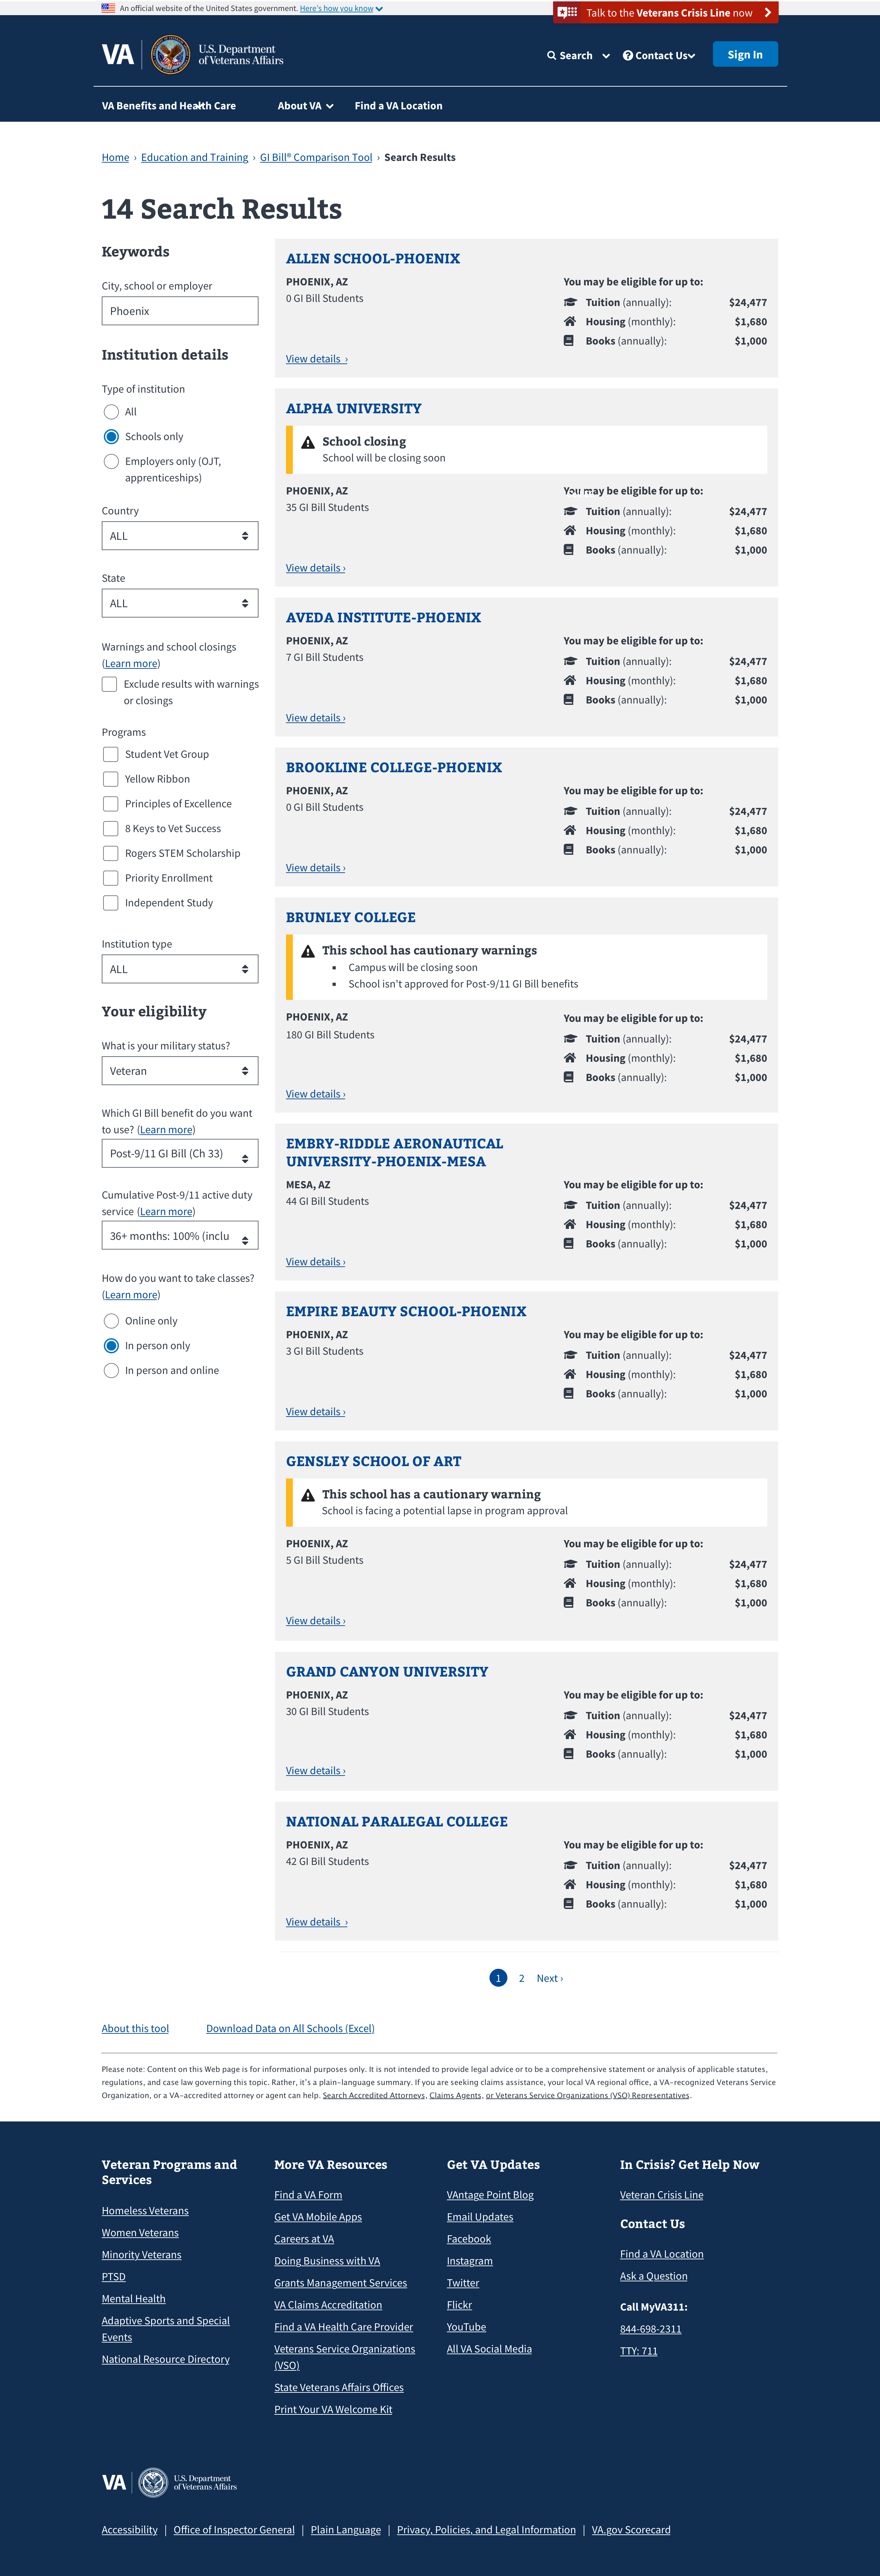 An official website of the United States government. Here's how you know
Talk to the Veterans Crisis Line now
VA
U.S. Department
of Veterans Affairs
Search
Contact Us
Sign In
VA Benefits and Health Care
About VA
Find a VA Location
Home › Education and Training › GI Bill® Comparison Tool › Search Results
14 Search Results
Keywords
City, school or employer
Phoenix
Institution details
Type of institution
All
Schools only
Employers only (OJT,
apprenticeships)
Country
ALL
State
ALL
Warnings and school closings
(Learn more)
Exclude results with warnings
or closings
Programs
Student Vet Group
Yellow Ribbon
Principles of Excellence
8 Keys to Vet Success
Rogers STEM Scholarship
Priority Enrollment
Independent Study
Institution type
ALL
Your eligibility
What is your military status?
Veteran
Which GI Bill benefit do you want
to use? (Learn more)
Post-9/11 GI Bill (Ch 33)
Cumulative Post-9/11 active duty
service (Learn more)
36+ months: 100% (inclu
How do you want to take classes?
(Learn more)
Online only
In person only
In person and online
ALLEN SCHOOL-PHOENIX
PHOENIX, AZ
0 GI Bill Students
View details ›
You may be eligible for up to:
Tuition (annually): $24,477
Housing (monthly): $1,680
Books (annually): $1,000
ALPHA UNIVERSITY
School closing
School will be closing soon
PHOENIX, AZ
35 GI Bill Students
View details ›
You may be eligible for up to:
Tuition (annually): $24,477
Housing (monthly): $1,680
Books (annually): $1,000
AVEDA INSTITUTE-PHOENIX
PHOENIX, AZ
7 GI Bill Students
View details ›
You may be eligible for up to:
Tuition (annually): $24,477
Housing (monthly): $1,680
Books (annually): $1,000
BROOKLINE COLLEGE-PHOENIX
PHOENIX, AZ
0 GI Bill Students
View details ›
You may be eligible for up to:
Tuition (annually): $24,477
Housing (monthly): $1,680
Books (annually): $1,000
BRUNLEY COLLEGE
This school has cautionary warnings
▪ Campus will be closing soon
▪ School isn't approved for Post-9/11 GI Bill benefits
PHOENIX, AZ
180 GI Bill Students
View details ›
You may be eligible for up to:
Tuition (annually): $24,477
Housing (monthly): $1,680
Books (annually): $1,000
EMBRY-RIDDLE AERONAUTICAL
UNIVERSITY-PHOENIX-MESA
MESA, AZ
44 GI Bill Students
View details ›
You may be eligible for up to:
Tuition (annually): $24,477
Housing (monthly): $1,680
Books (annually): $1,000
EMPIRE BEAUTY SCHOOL-PHOENIX
PHOENIX, AZ
3 GI Bill Students
View details ›
You may be eligible for up to:
Tuition (annually): $24,477
Housing (monthly): $1,680
Books (annually): $1,000
GENSLEY SCHOOL OF ART
This school has a cautionary warning
School is facing a potential lapse in program approval
PHOENIX, AZ
5 GI Bill Students
View details ›
You may be eligible for up to:
Tuition (annually): $24,477
Housing (monthly): $1,680
Books (annually): $1,000
GRAND CANYON UNIVERSITY
PHOENIX, AZ
30 GI Bill Students
View details ›
You may be eligible for up to:
Tuition (annually): $24,477
Housing (monthly): $1,680
Books (annually): $1,000
NATIONAL PARALEGAL COLLEGE
PHOENIX, AZ
42 GI Bill Students
View details ›
You may be eligible for up to:
Tuition (annually): $24,477
Housing (monthly): $1,680
Books (annually): $1,000
1 2 Next ›
About this tool
Download Data on All Schools (Excel)
Please note: Content on this Web page is for informational purposes only. It is not intended to provide legal advice or to be a comprehensive statement or analysis of applicable statutes,
regulations, and case law governing this topic. Rather, it's a plain-language summary. If you are seeking claims assistance, your local VA regional office, a VA-recognized Veterans Service
Organization, or a VA-accredited attorney or agent can help. Search Accredited Attorneys, Claims Agents, or Veterans Service Organizations (VSO) Representatives.
Veteran Programs and
Services
Homeless Veterans
Women Veterans
Minority Veterans
PTSD
Mental Health
Adaptive Sports and Special
Events
National Resource Directory
More VA Resources
Find a VA Form
Get VA Mobile Apps
Careers at VA
Doing Business with VA
Grants Management Services
VA Claims Accreditation
Find a VA Health Care Provider
Veterans Service Organizations
(VSO)
State Veterans Affairs Offices
Print Your VA Welcome Kit
Get VA Updates
VAntage Point Blog
Email Updates
Facebook
Instagram
Twitter
Flickr
YouTube
All VA Social Media
In Crisis? Get Help Now
Veteran Crisis Line
Contact Us
Find a VA Location
Ask a Question
Call MyVA311:
844-698-2311
TTY: 711
VA
U.S. Department
of Veterans Affairs
Accessibility | Office of Inspector General | Plain Language | Privacy, Policies, and Legal Information | VA.gov Scorecard